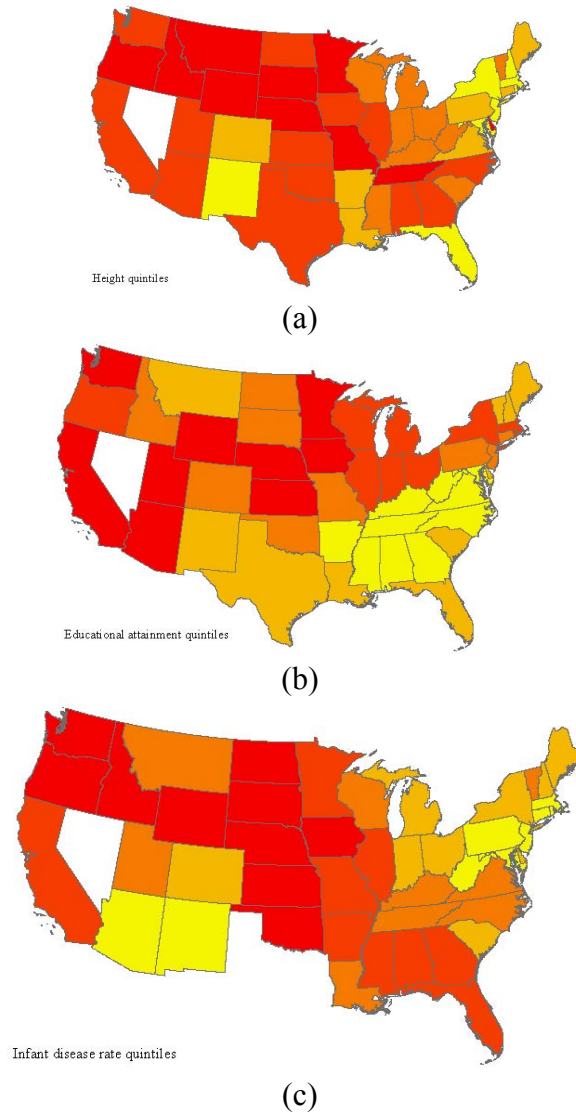 Height quintiles
(a)
Educational attainment quintiles
(b)
Infant disease rate quintiles
(c)